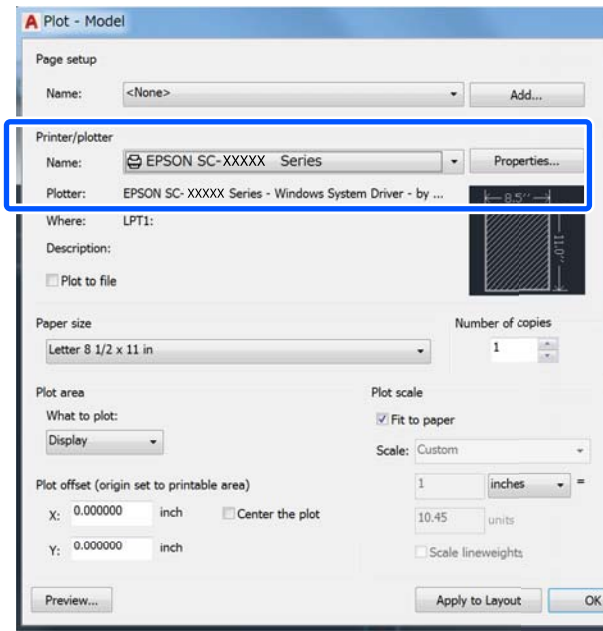 A Plot - Model
Page setup
Name: <None> Add...
Printer/plotter
Name: EPSON SC-XXXXX Series Properties...
Plotter: EPSON SC- XXXXX Series - Windows System Driver - by ...
8.5"
Where: LPT1:
11.0"
Description:
Plot to file
Paper size Number of copies
Letter 8 1/2 x 11 in 1
Plot area Plot scale
What to plot: Fit to paper
Display Scale: Custom
Plot offset (origin set to printable area) 1 inches =
X: 0.000000 inch Center the plot 10.45 units
Y: 0.000000 inch Scale lineweights
Preview... Apply to Layout OK